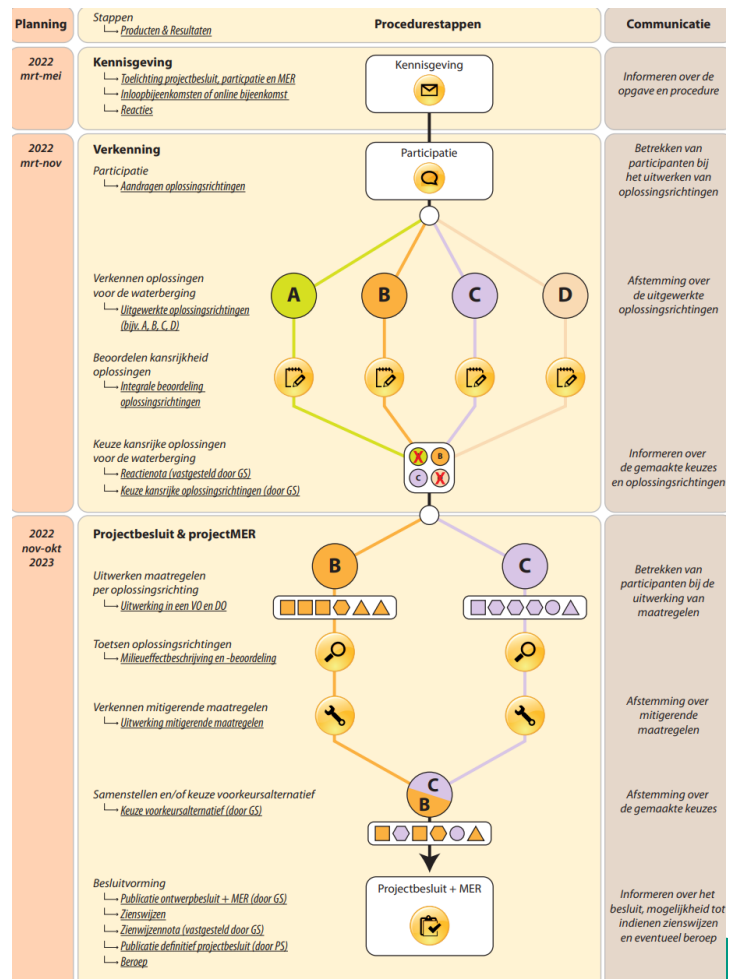 Planning
Stappen
Producten & Resultaten
Procedurestappen
Communicatie
2022
mrt-mei
Kennisgeving
Toelichting projectbesluit, particpatie en MER
Inloopbijeenkomsten of online bijeenkomst
Reacties
Kennisgeving
Informeren over de
opgave en procedure
2022
mrt-nov
Verkenning
Participatie
Aandragen oplossingsrichtingen
Participatie
Betrekken van
participanten bij
het uitwerken van
oplossingsrichtingen
Verkennen oplossingen
voor de waterberging
Uitgewerkte oplossingsrichtingen
(bijv. A, B, C, D)
A
B
C
D
Afstemming over
de uitgewerkte
oplossingsrichtingen
Beoordelen kansrijkheid
oplossingen
Integrale beoordeling
oplossingsrichtingen
Keuze kansrijke oplossingen
voor de waterberging
Reactienota (vastgesteld door GS)
Keuze kansrijke oplossingsrichtingen (door GS)
X
B
C
X
Informeren over
de gemaakte keuzes
en oplossingsrichtingen
2022
nov-okt
2023
Projectbesluit & projectMER
Uitwerken maatregelen
per oplossingsrichting
Uitwerking in een VO en DO
B
C
Betrekken van
participanten bij de
uitwerking van
maatregelen
Toetsen oplossingsrichtingen
Milieueffectbeschrijving en -beoordeling
Verkennen mitigerende maatregelen
Uitwerking mitigerende maatregelen
Afstemming over
mitigerende
maatregelen
Samenstellen en/of keuze voorkeursalternatief
Keuze voorkeursalternatief (door GS)
C
B
Afstemming over
de gemaakte keuzes
Besluitvorming
Publicatie ontwerpbesluit + MER (door GS)
Zienswijzen
Zienwijzennota (vastgesteld door GS)
Publicatie definitief projectbesluit (door PS)
Beroep
Projectbesluit + MER
Informeren over het
besluit, mogelijkheid tot
indienen zienswijzen
en eventueel beroep